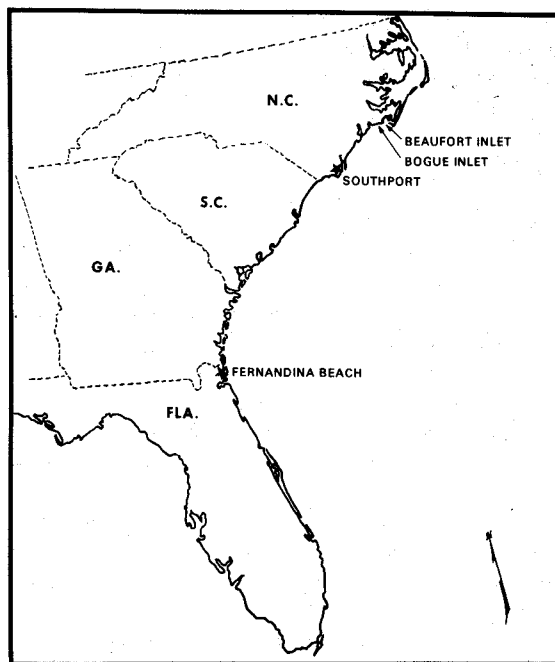 N.C.
BEAUFORT INLET
BOGUE INLET
SOUTHPORT
S.C.
GA.
FERNANDINA BEACH
FLA.